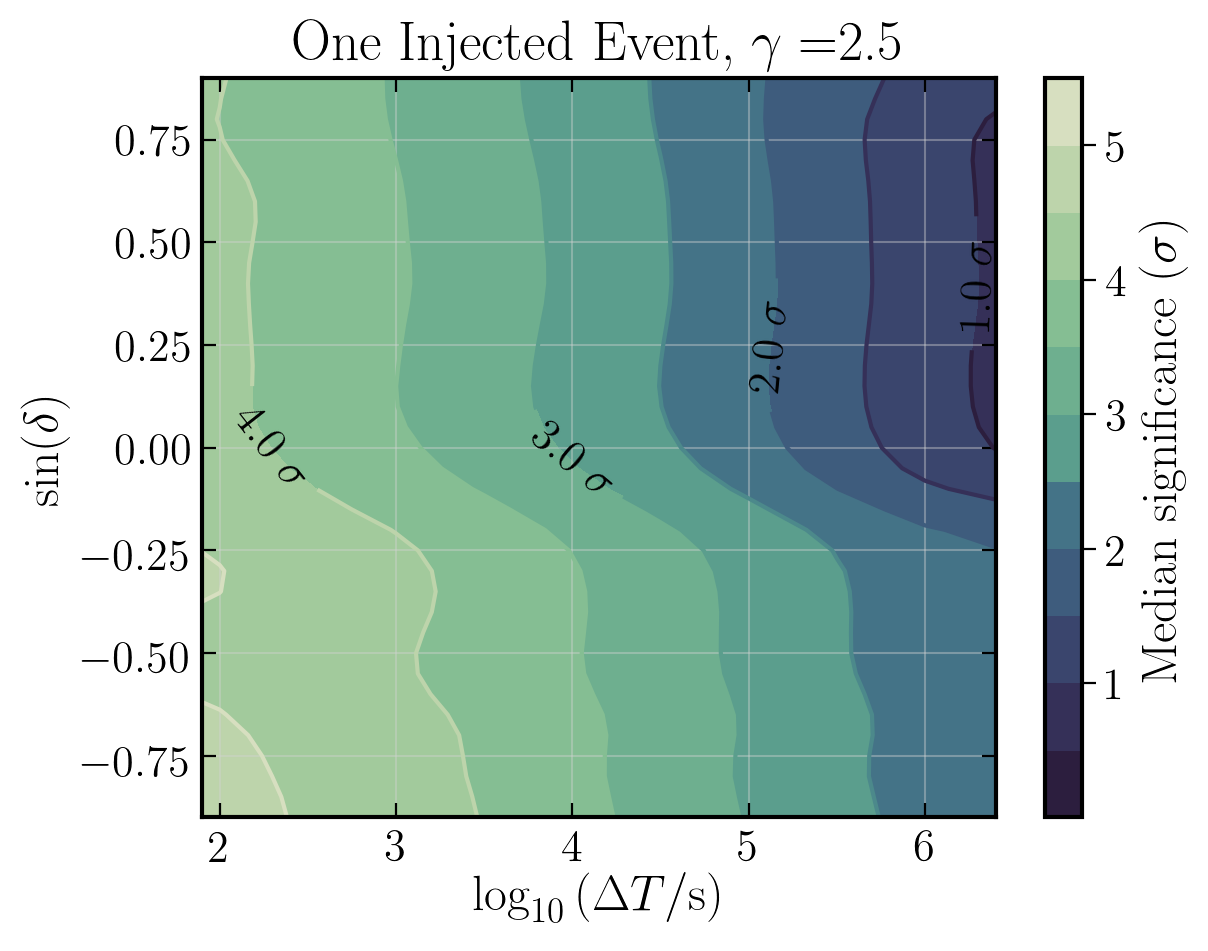 One Injected Event, γ =2.5
sin(δ)
0.75
0.50
0.25
0.00
−0.25
−0.50
−0.75
4.0 σ
3.0 σ
2.0 σ
1.0 σ
2 3 4 5 6
log₁₀ (ΔT/s)
5
4
3
2
1
Median significance (σ)